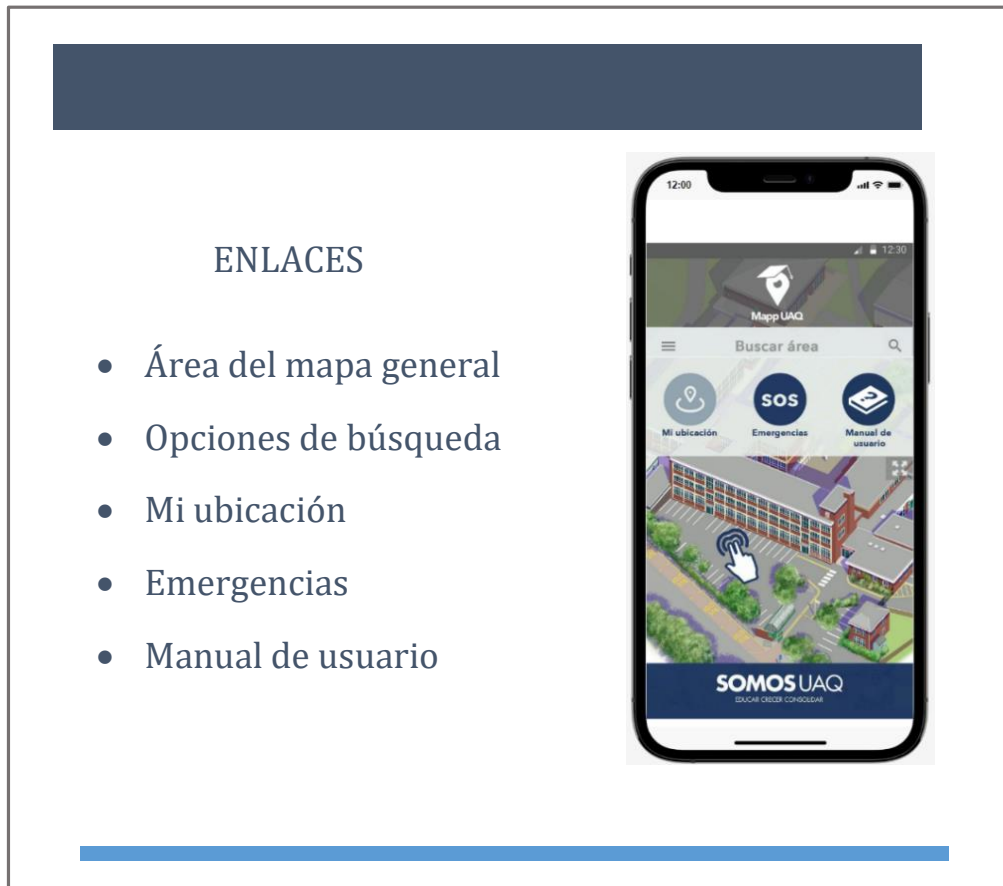 ENLACES
• Área del mapa general
• Opciones de búsqueda
• Mi ubicación
• Emergencias
• Manual de usuario
12:00
12:30
Mapp UAQ
Buscar área
SOS
?
Mi ubicación
Emergencias
Manual de
usuario
SOMOS UAQ
EDUCAR CRECER CONSOLIDAR